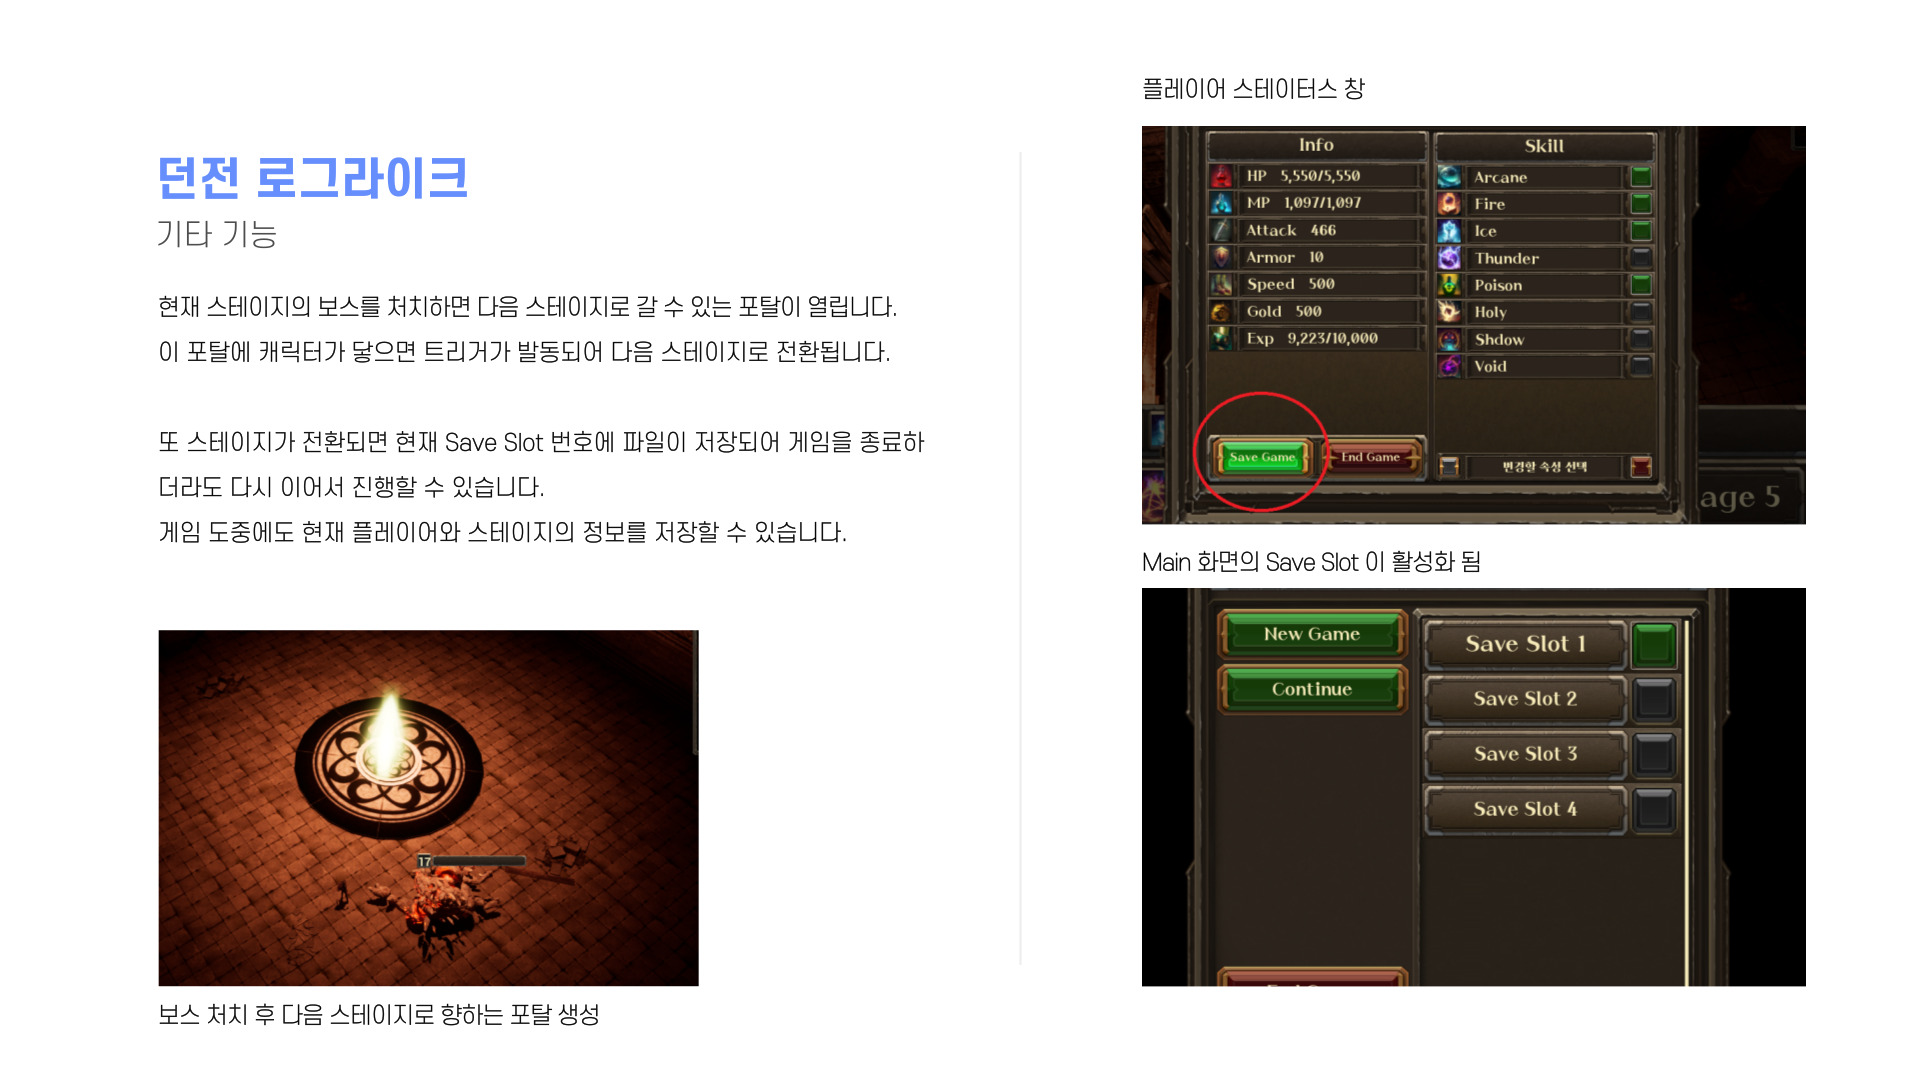 던전 로그라이크
기타 기능
현재 스테이지의 보스를 처치하면 다음 스테이지로 갈 수 있는 포탈이 열립니다.
이 포탈에 캐릭터가 닿으면 트리거가 발동되어 다음 스테이지로 전환됩니다.
또 스테이지가 전환되면 현재 Save Slot 번호에 파일이 저장되어 게임을 종료하
더라도 다시 이어서 진행할 수 있습니다.
게임 도중에도 현재 플레이어와 스테이지의 정보를 저장할 수 있습니다.
17
보스 처치 후 다음 스테이지로 향하는 포탈 생성
플레이어 스테이터스 창
Info
HP 5,550/5,550
MP 1,097/1,097
Attack 466
Armor 10
Speed 500
Gold 500
Exp 9,223/10,000
Save Game
End Game
Skill
Arcane
Fire
Ice
Thunder
Poison
Holy
Shdow
Void
변경할 속성 선택
age 5
Main 화면의 Save Slot 이 활성화 됨
New Game
Continue
Save Slot 1
Save Slot 2
Save Slot 3
Save Slot 4